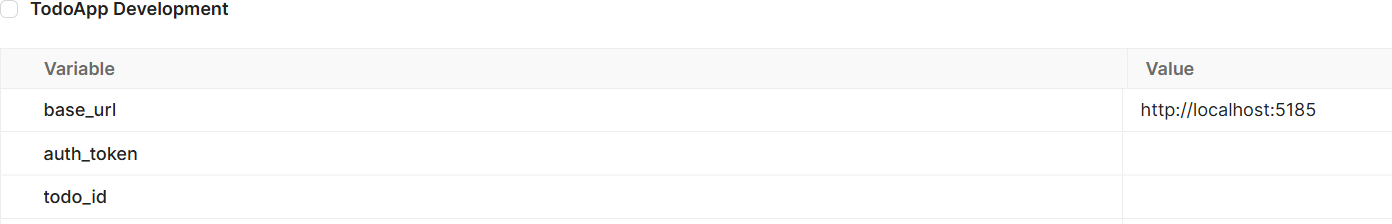 TodoApp Development
Variable Value
base_url http://localhost:5185
auth_token
todo_id